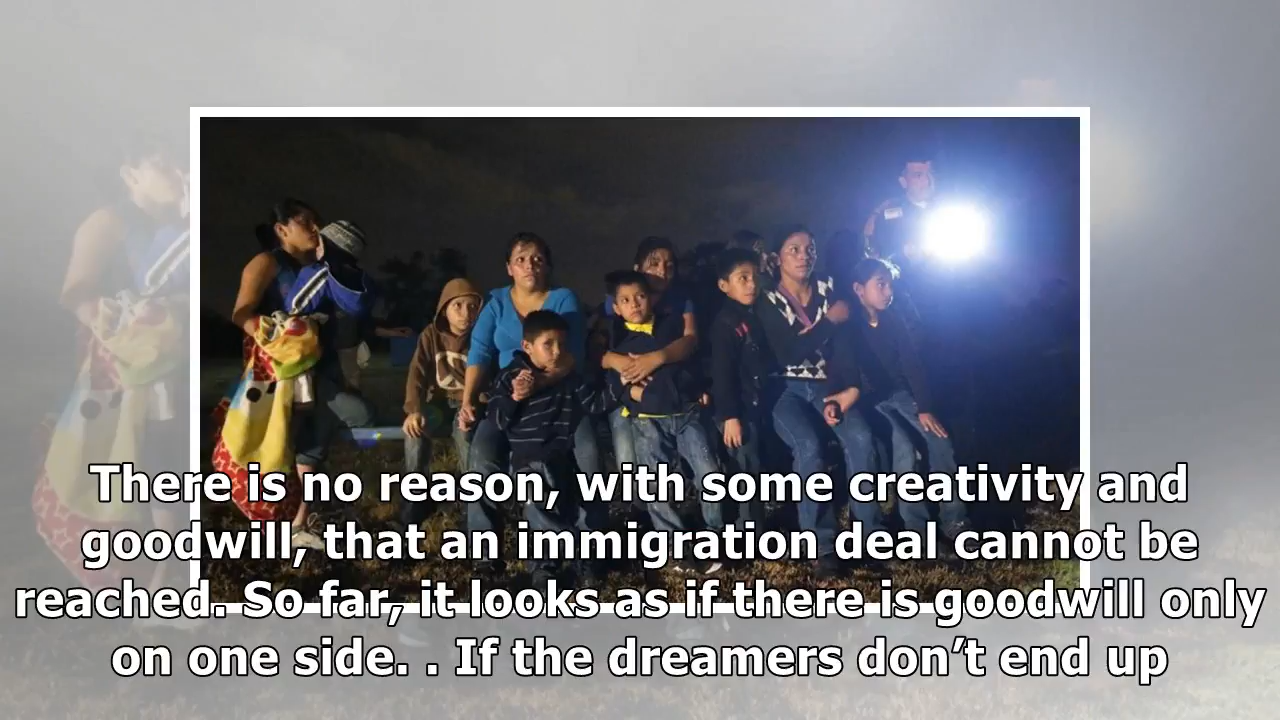 There is no reason, with some creativity and
goodwill, that an immigration deal cannot be
reached. So far, it looks as if there is goodwill only
on one side. . If the dreamers don’t end up